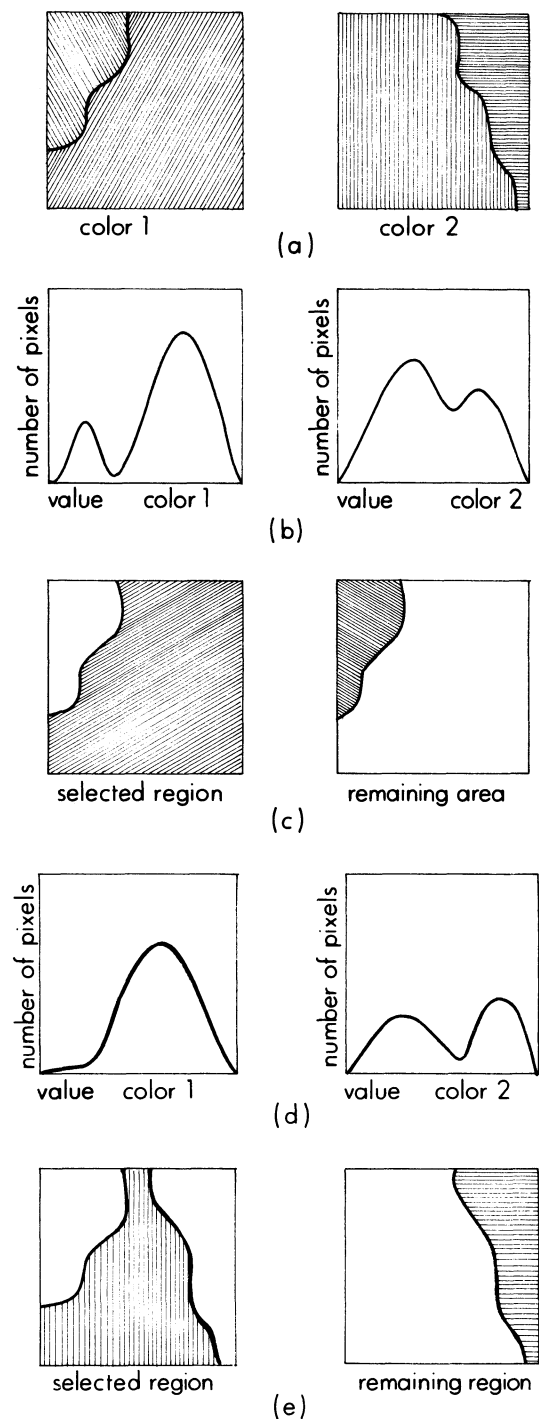 color 1 color 2
(a)
number of pixels number of pixels
value color 1 value color 2
(b)
selected region remaining area
(c)
number of pixels number of pixels
value color 1 value color 2
(d)
selected region remaining region
(e)